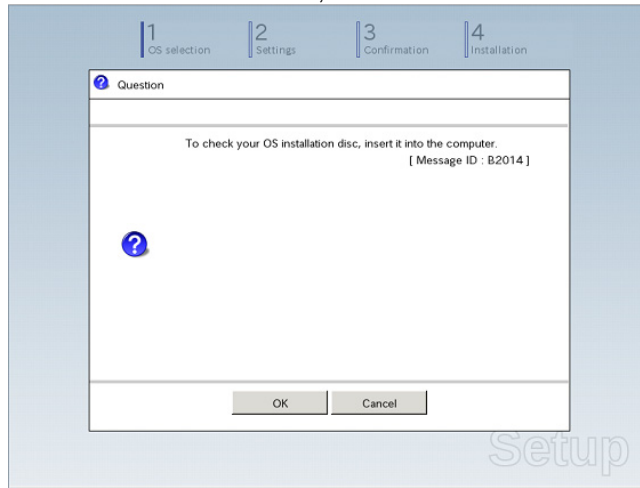 1
OS selection
2
Settings
3
Confirmation
4
Installation
Question
To check your OS installation disc, insert it into the computer.
[ Message ID : B2014 ]
OK
Cancel
Setup